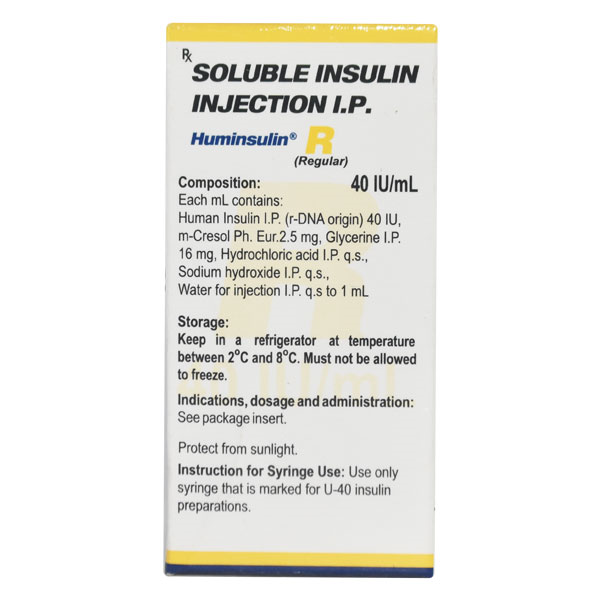 Rx
SOLUBLE INSULIN
INJECTION I.P.
Huminsulin® R
(Regular)
Composition: 40 IU/mL
Each mL contains:
Human Insulin I.P. (r-DNA origin) 40 IU,
m-Cresol Ph. Eur.2.5 mg, Glycerine I.P.
16 mg, Hydrochloric acid I.P. q.s.,
Sodium hydroxide I.P. q.s.,
Water for injection I.P. q.s to 1 mL
Storage:
Keep in a refrigerator at temperature
between 2°C and 8°C. Must not be allowed
to freeze.
Indications, dosage and administration:
See package insert.
Protect from sunlight.
Instruction for Syringe Use: Use only
syringe that is marked for U-40 insulin
preparations.
R
40 IU/mL